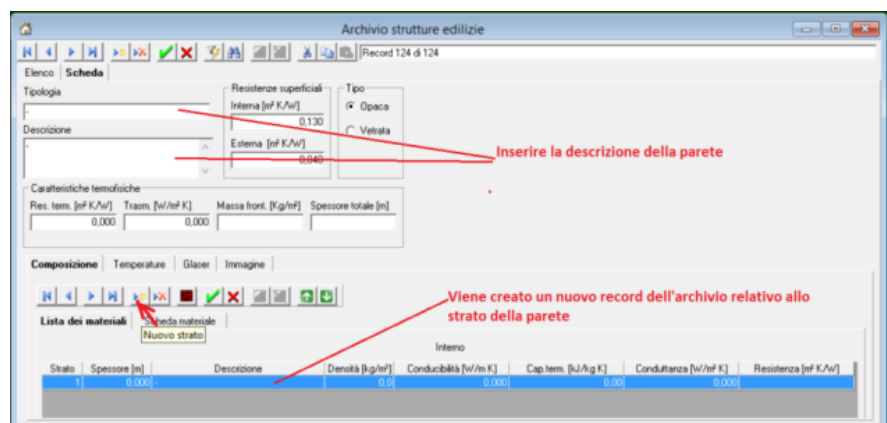 Archivio strutture edilizie
Record 124 di 124
Elenco Scheda
Tipologia
-
Descrizione
-
Resistenze superficiali
Interna [m² K/W]
0,130
Esterna [m² K/W]
0,040
Tipo
Opaca
Vetrata
Inserire la descrizione della parete
Caratteristiche termofisiche
Res. term. [m² K/W] Trasm. [W/m² K] Massa front. [Kg/m²] Spessore totale [m]
0,000 0,000
Composizione Temperature Glaser Immagine
Viene creato un nuovo record dell'archivio relativo allo
strato della parete
Lista dei materiali Scheda materiale
Nuovo strato
Interno
Strato Spessore [m] Descrizione Densità [kg/m³] Conducibilità [W/m K] Cap.term. [kJ/kg K] Conduttanza [W/m² K] Resistenza [m² K/W]
1 0,000 - 0,0 0,000 0,00 0,000